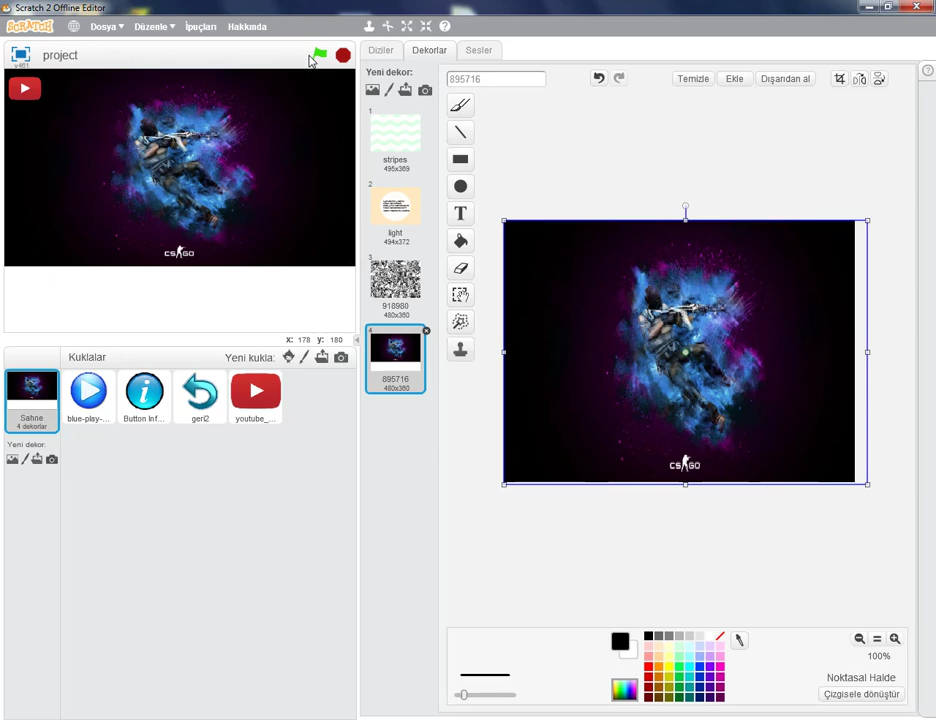 Scratch 2 Offline Editor
SCRATCH Dosya Düzenle İpuçları Hakkında
v461 project
Diziler Dekorlar Sesler
Yeni dekor:
1
stripes
495x369
2
light
494x372
3
918980
480x360
4
895716
480x360
895716
Temizle Ekle Dışarıdan al
CS GO
CS GO
x: 178 y: 180
Kuklalar Yeni kukla:
Sahne
4 dekorlar
Yeni dekor:
blue-play-...
Button Inf...
geri2
youtube_...
T
100%
Noktasal Halde
Çizgisele dönüştür